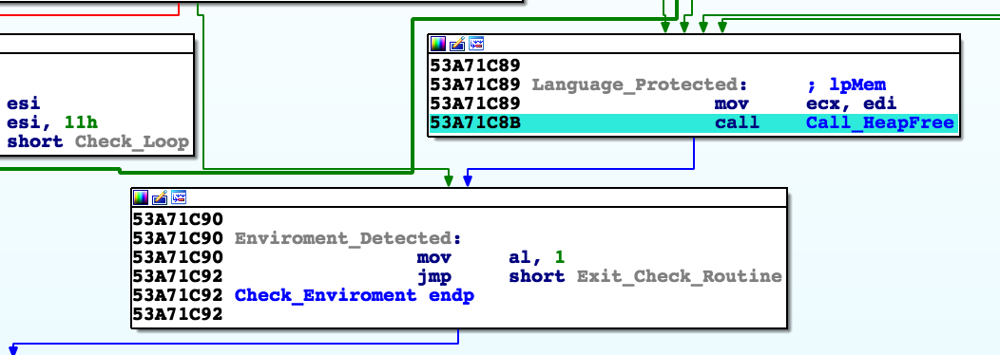 esi
esi, 11h
short Check_Loop
53A71C89
53A71C89 Language_Protected: ; lpMem
53A71C89 mov ecx, edi
53A71C8B call Call_HeapFree
53A71C90
53A71C90 Enviroment_Detected:
53A71C90 mov al, 1
53A71C92 jmp short Exit_Check_Routine
53A71C92 Check_Enviroment endp
53A71C92